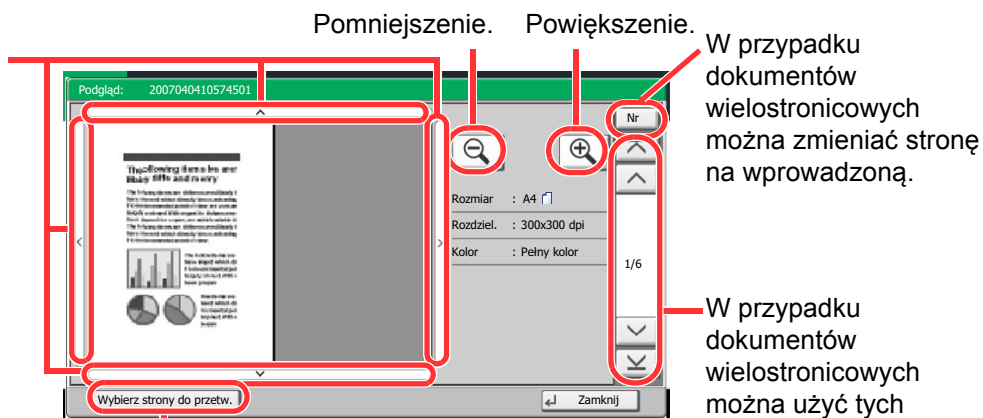 Pomniejszenie.
Powiększenie.
W przypadku
dokumentów
wielostronicowych
można zmieniać stronę
na wprowadzoną.
Podgląd: 2007040410574501
Nr
Rozmiar : A4
Rozdziel. : 300x300 dpi
Kolor : Pełny kolor
1/6
Wybierz strony do przetw.
Zamknij
W przypadku
dokumentów
wielostronicowych
można użyć tych